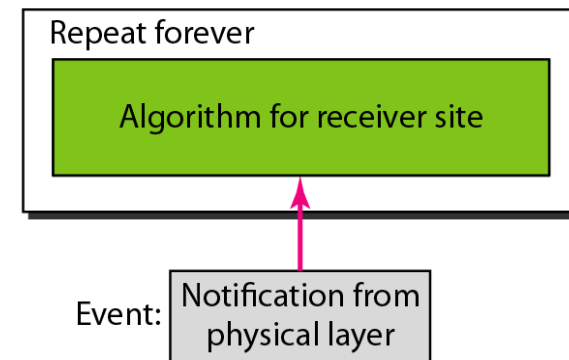 Repeat forever
Algorithm for receiver site
Notification from
Event:
physical layer